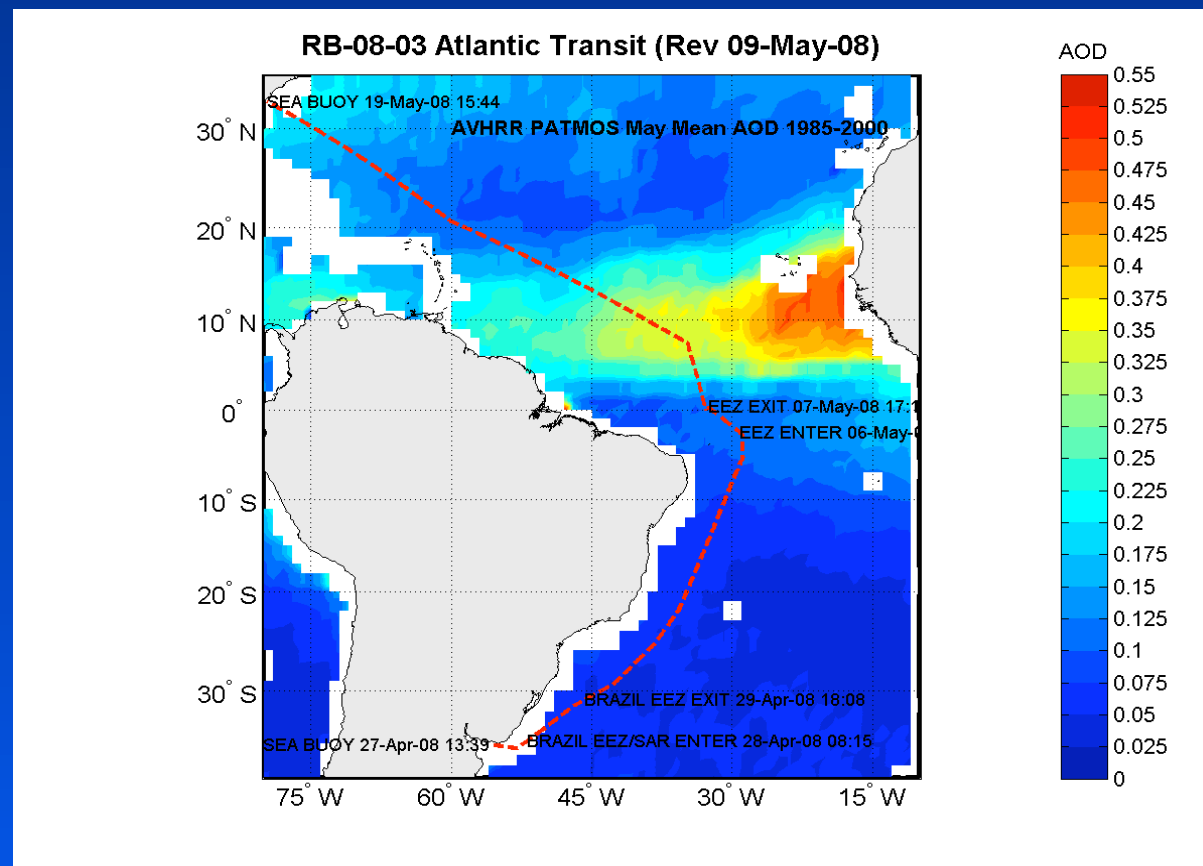 RB-08-03 Atlantic Transit (Rev 09-May-08)
AOD
SEA BUOY 19-May-08 15:44
AVHRR PATMOS May Mean AOD 1985-2000
EEZ EXIT 07-May-08 17:1
EEZ ENTER 06-May-
BRAZIL EEZ EXIT 29-Apr-08 18:08
SEA BUOY 27-Apr-08 13:39
BRAZIL EEZ/SAR ENTER 28-Apr-08 08:15
30° N
20° N
10° N
0°
10° S
20° S
30° S
75° W
60° W
45° W
30° W
15° W
0.55
0.525
0.5
0.475
0.45
0.425
0.4
0.375
0.35
0.325
0.3
0.275
0.25
0.225
0.2
0.175
0.15
0.125
0.1
0.075
0.05
0.025
0